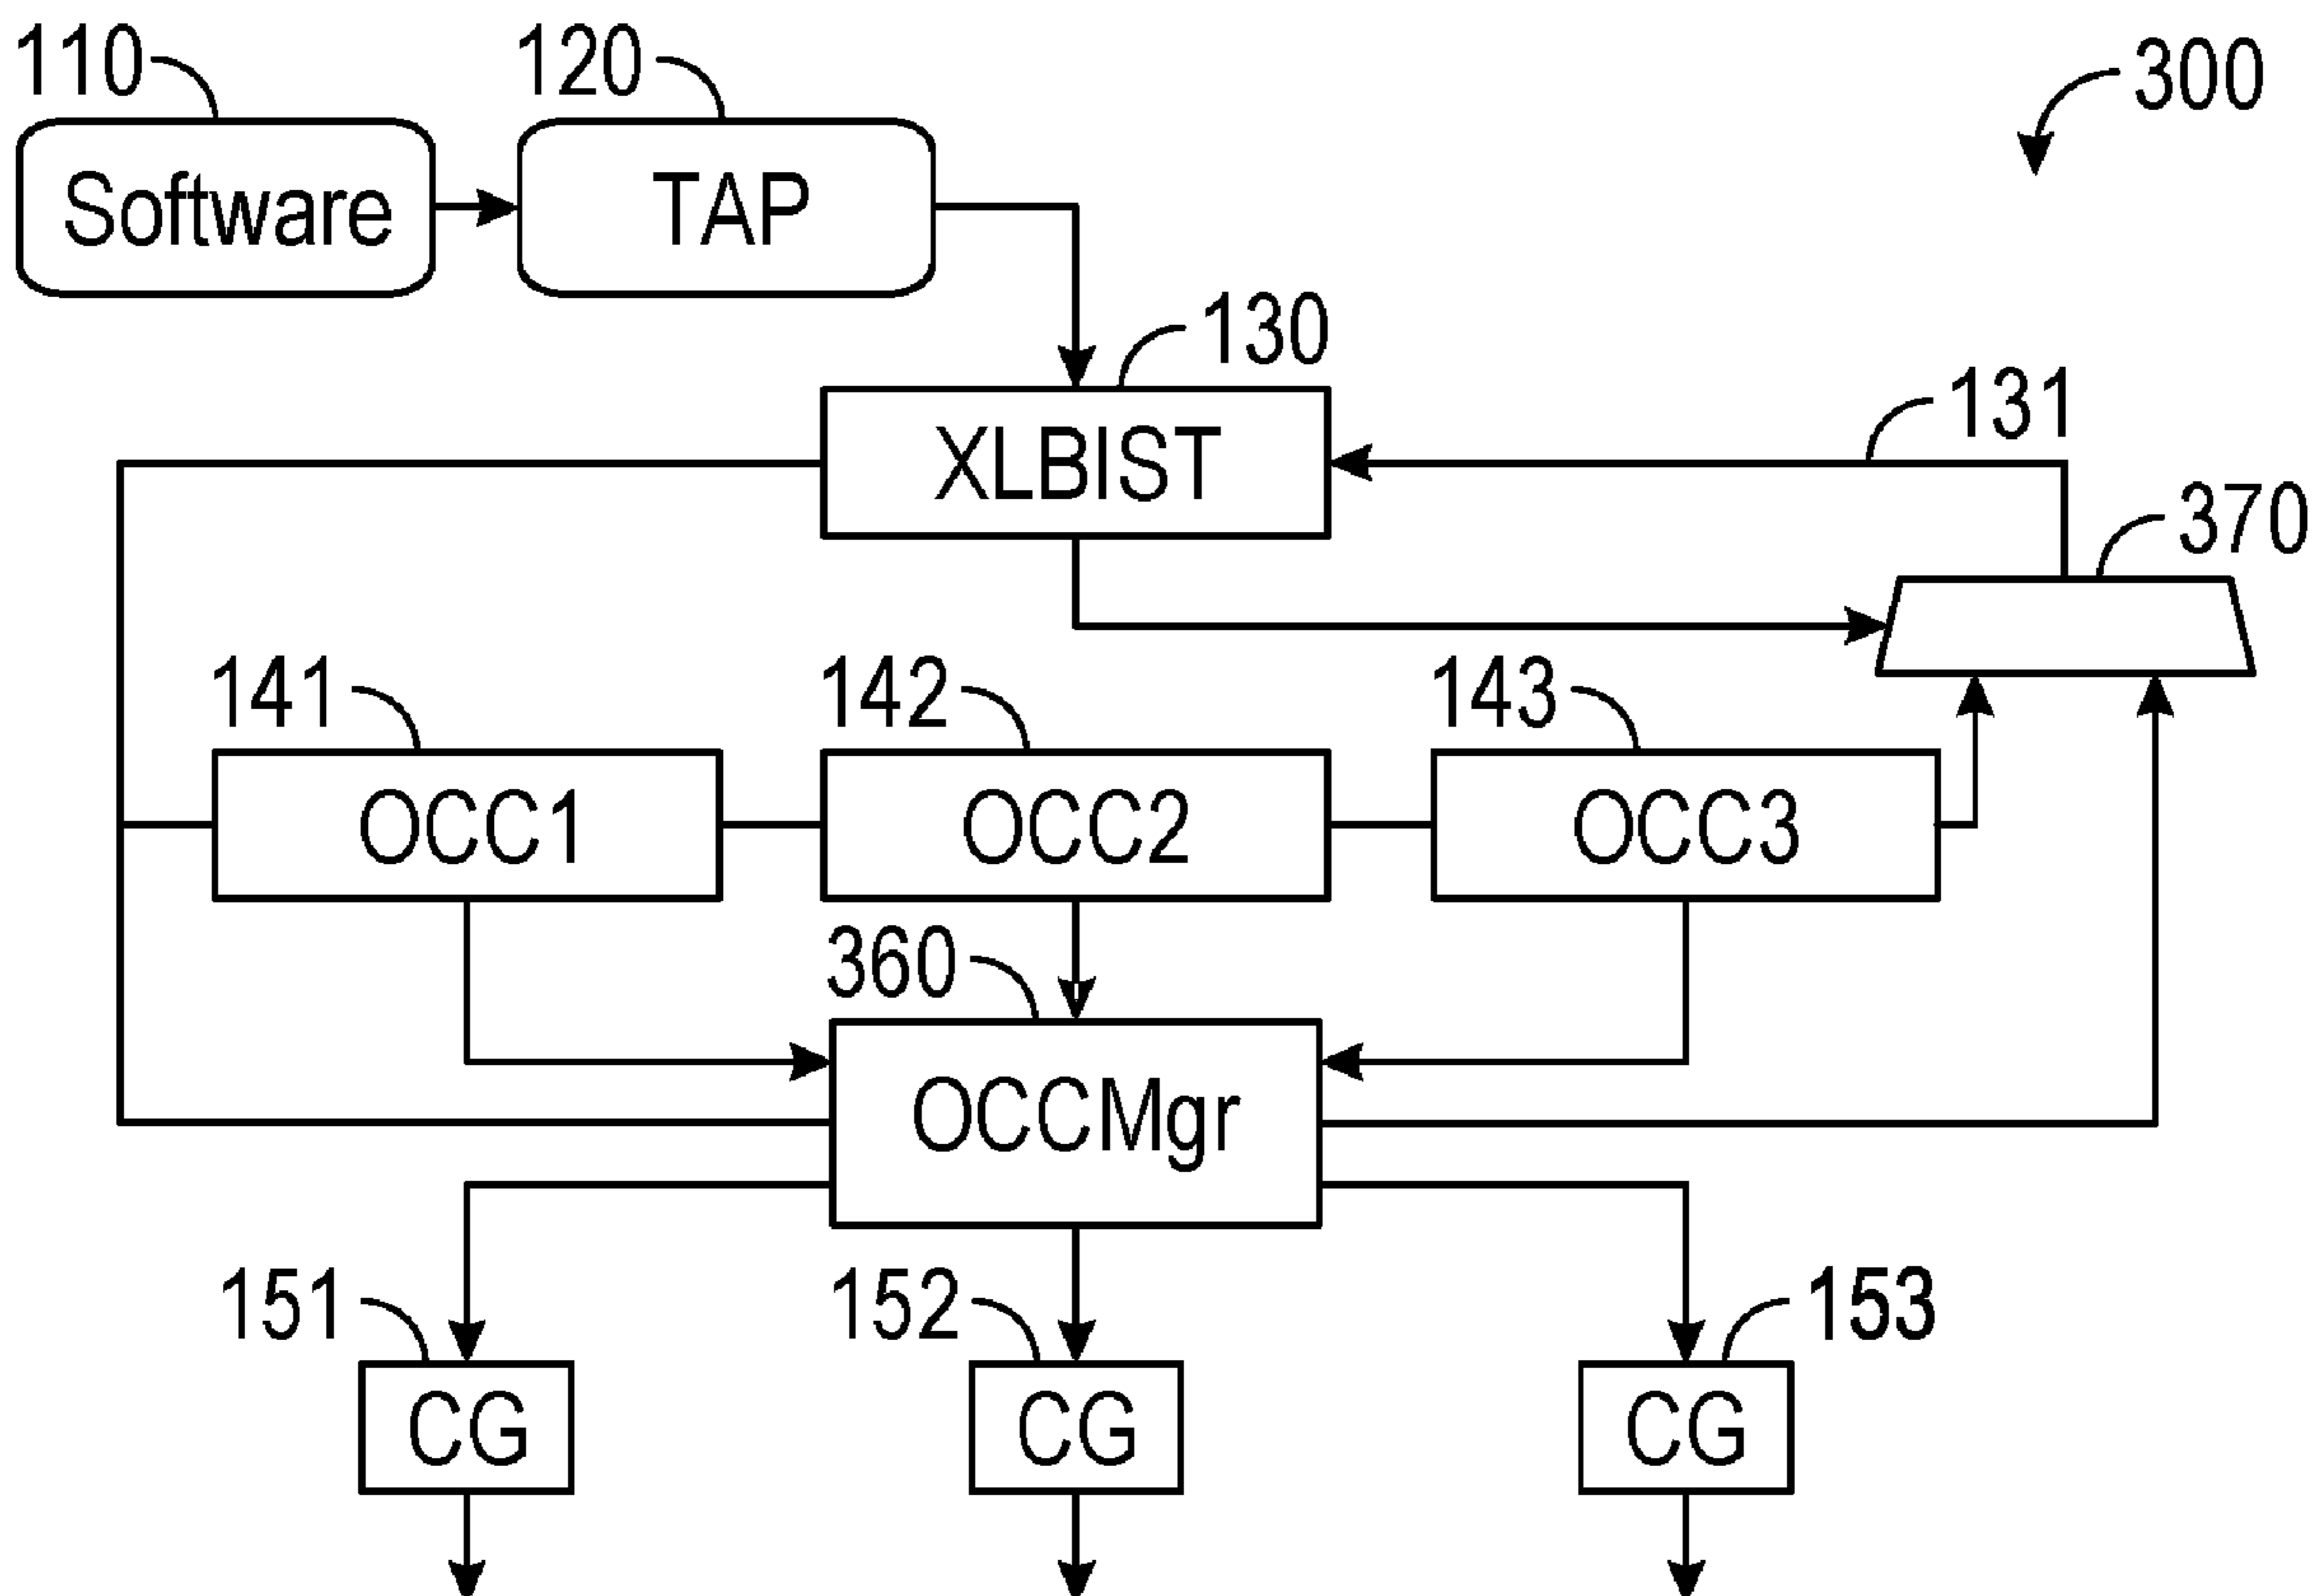 110
120
300
Software
TAP
130
131
XLBIST
370
141
142
143
OCC1
OCC2
OCC3
360
OCCMgr
151
152
153
CG
CG
CG